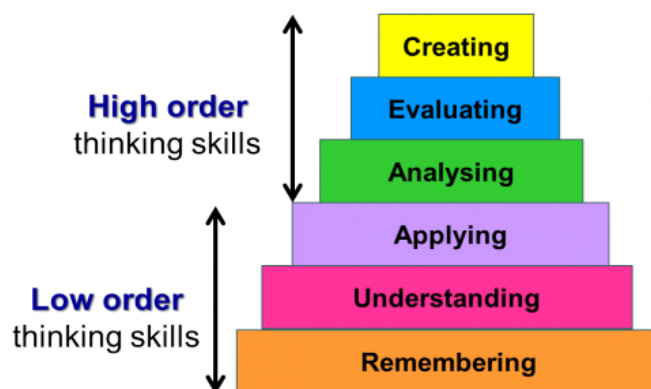 Creating
Evaluating
Analysing
Applying
Understanding
Remembering
High order
thinking skills
Low order
thinking skills